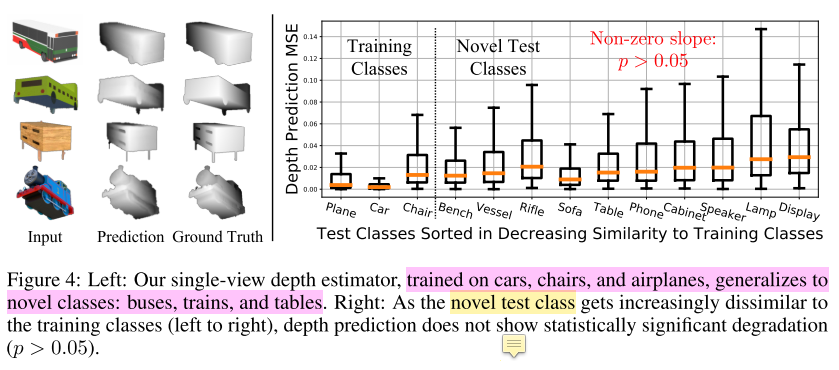 Input
Prediction
Ground Truth
Depth Prediction MSE
0.14
0.12
0.10
0.08
0.06
0.04
0.02
0.00
Training
Classes
Novel Test
Classes
Non-zero slope:
p > 0.05
Plane
Car
Chair
Bench
Vessel
Rifle
Sofa
Table
Phone
Cabinet
Speaker
Lamp
Display
Test Classes Sorted in Decreasing Similarity to Training Classes
Figure 4: Left: Our single-view depth estimator, trained on cars, chairs, and airplanes, generalizes to
novel classes: buses, trains, and tables. Right: As the novel test class gets increasingly dissimilar to
the training classes (left to right), depth prediction does not show statistically significant degradation
(p > 0.05).